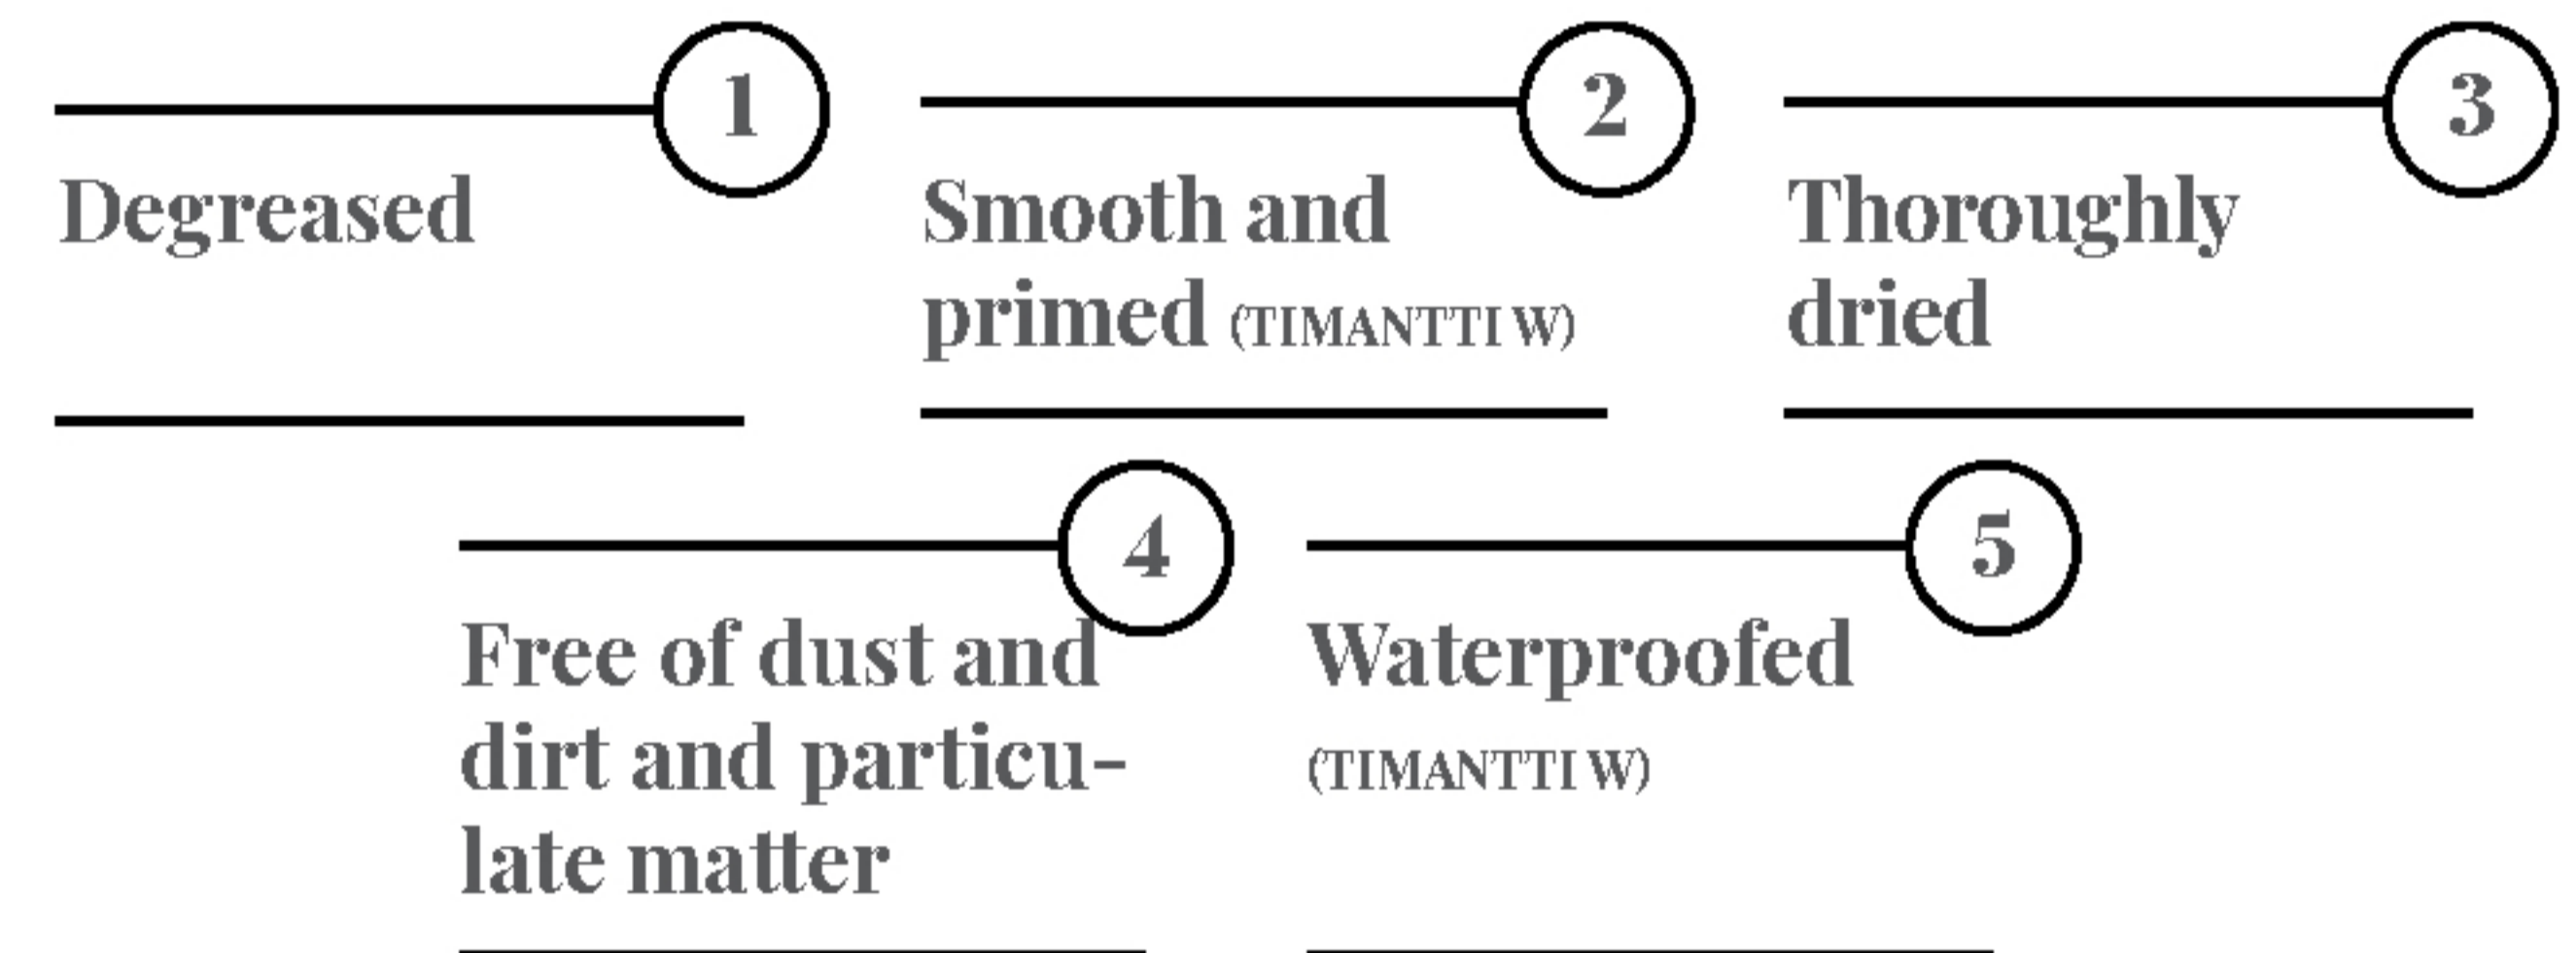 1
Degreased
2
Smooth and
primed (TIMANTTI W)
3
Thoroughly
dried
4
Free of dust and
dirt and particu-
late matter
5
Waterproofed
(TIMANTTI W)